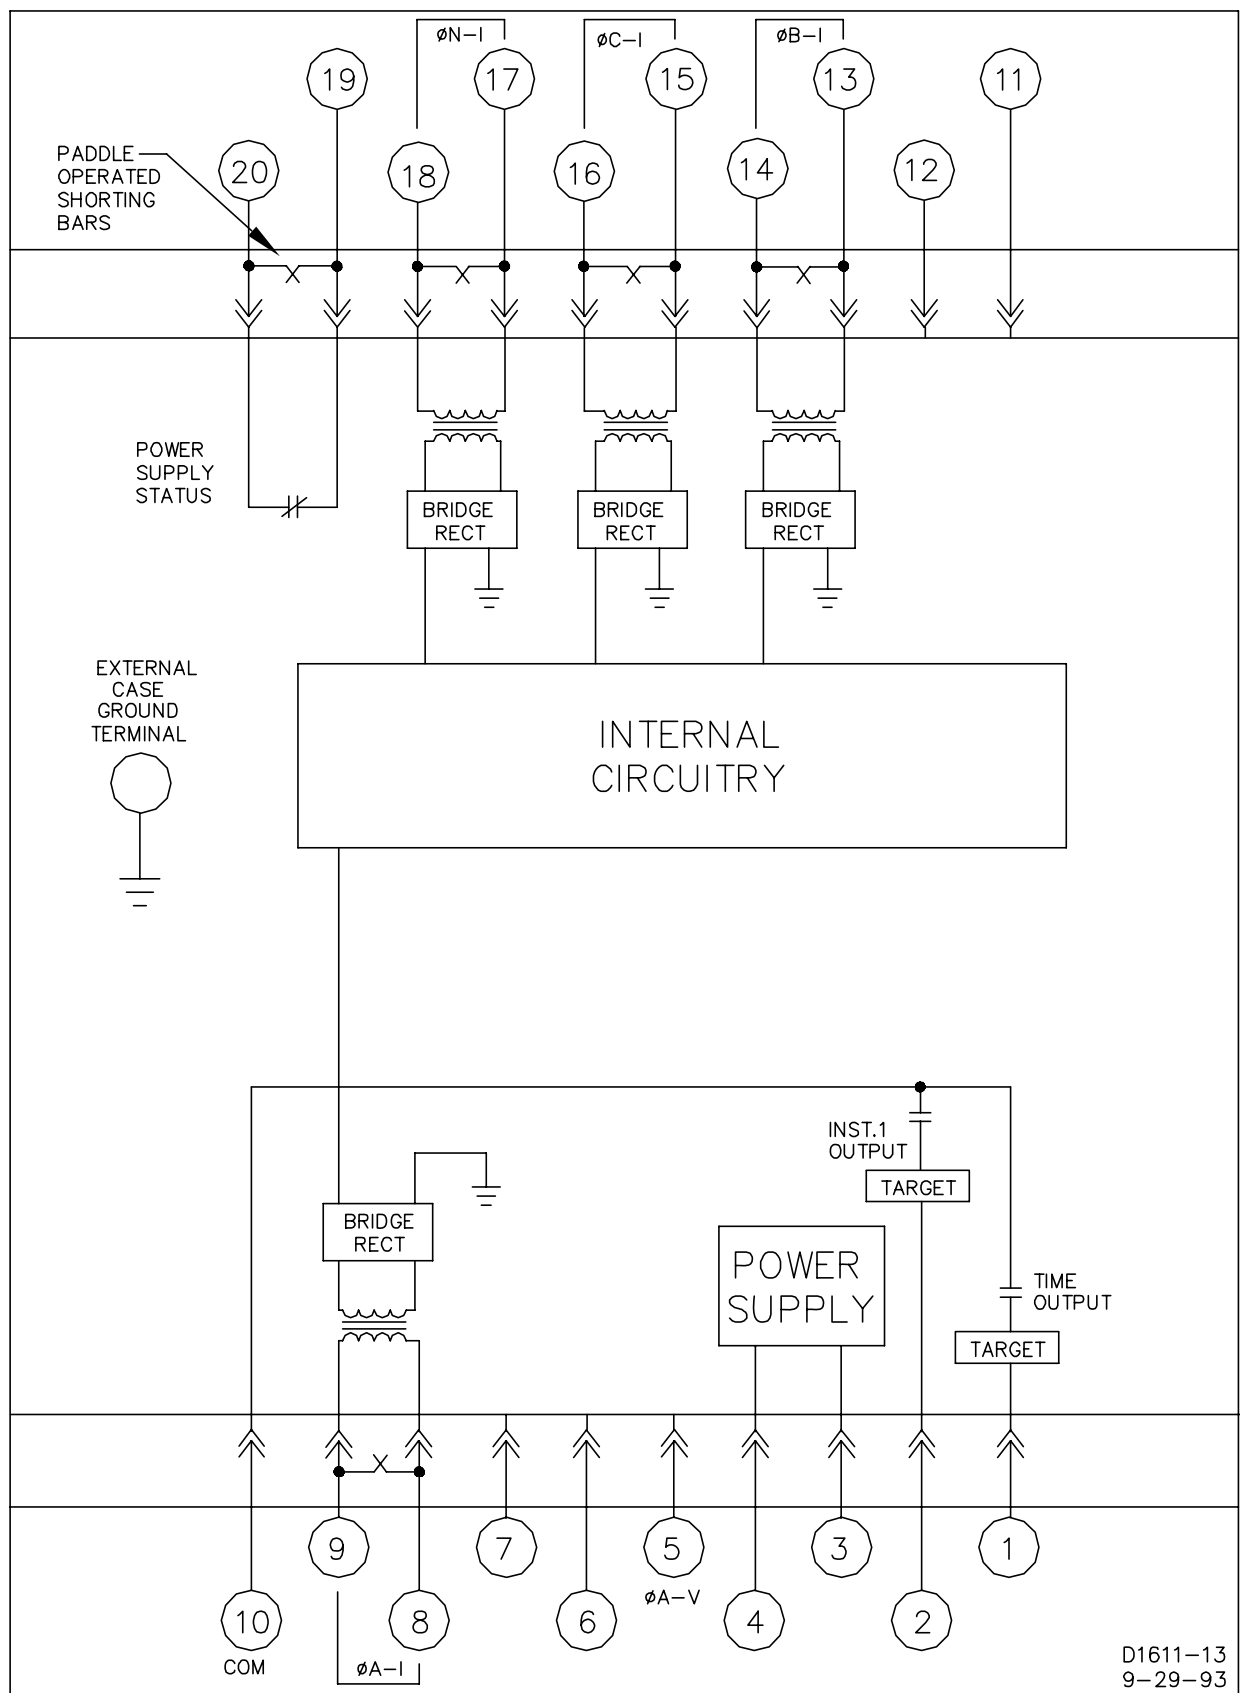 øN-I
øC-I
øB-I
19
17
15
13
11
PADDLE
OPERATED
SHORTING
BARS
20
18
16
14
12
POWER
SUPPLY
STATUS
BRIDGE
RECT
BRIDGE
RECT
BRIDGE
RECT
EXTERNAL
CASE
GROUND
TERMINAL
INTERNAL
CIRCUITRY
INST.1
OUTPUT
TARGET
BRIDGE
RECT
POWER
SUPPLY
TIME
OUTPUT
TARGET
9
7
5
3
1
øA-V
10
8
6
4
2
COM
øA-I
D1611-13
9-29-93